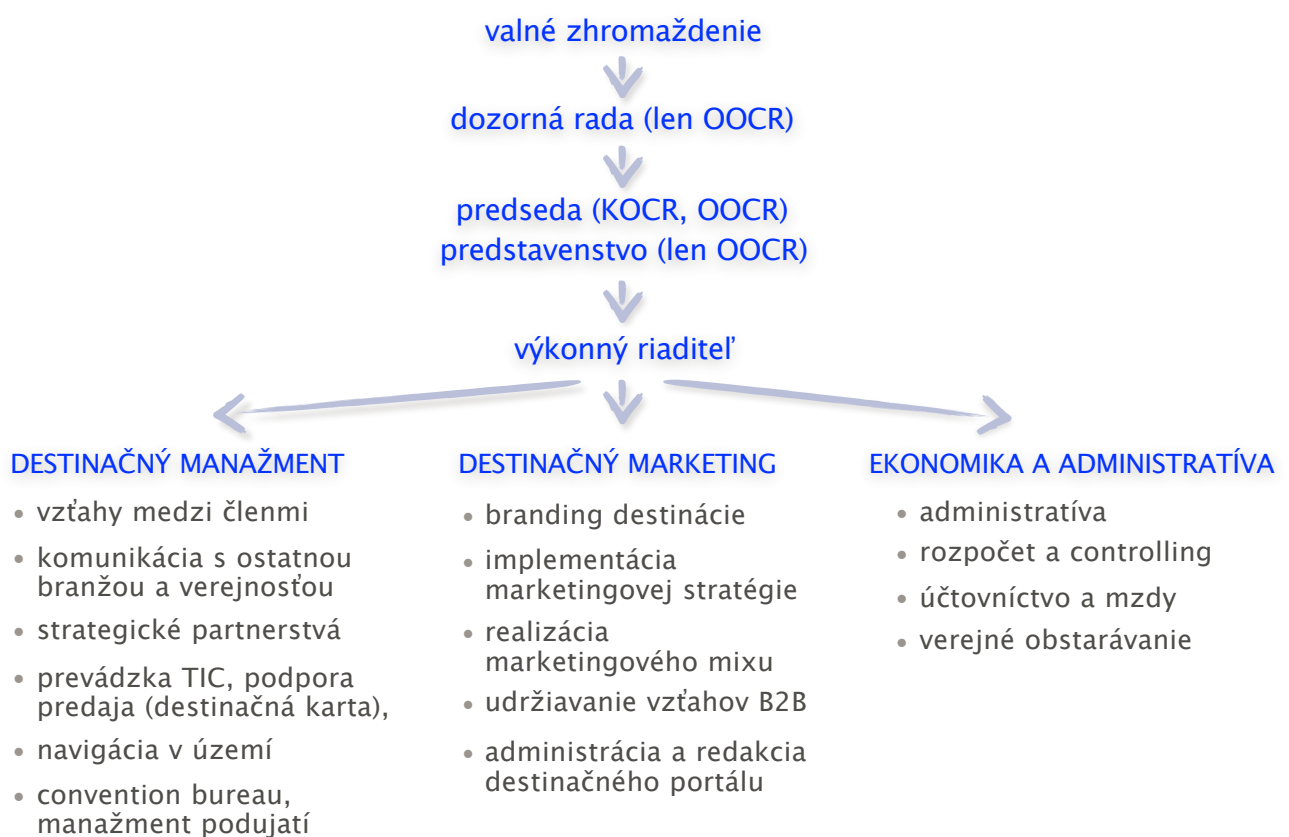 valné zhromaždenie
dozorná rada (len OOCR)
predseda (KOCR, OOCR)
predstavenstvo (len OOCR)
výkonný riaditeľ
DESTINAČNÝ MANAŽMENT
• vzťahy medzi členmi
• komunikácia s ostatnou
branžou a verejnosťou
• strategické partnerstvá
• prevádzka TIC, podpora
predaja (destinačná karta),
• navigácia v území
• convention bureau,
manažment podujatí
DESTINAČNÝ MARKETING
• branding destinácie
• implementácia
marketingovej stratégie
• realizácia
marketingového mixu
• udržiavanie vzťahov B2B
• administrácia a redakcia
destinačného portálu
EKONOMIKA A ADMINISTRATÍVA
• administratíva
• rozpočet a controlling
• účtovníctvo a mzdy
• verejné obstarávanie